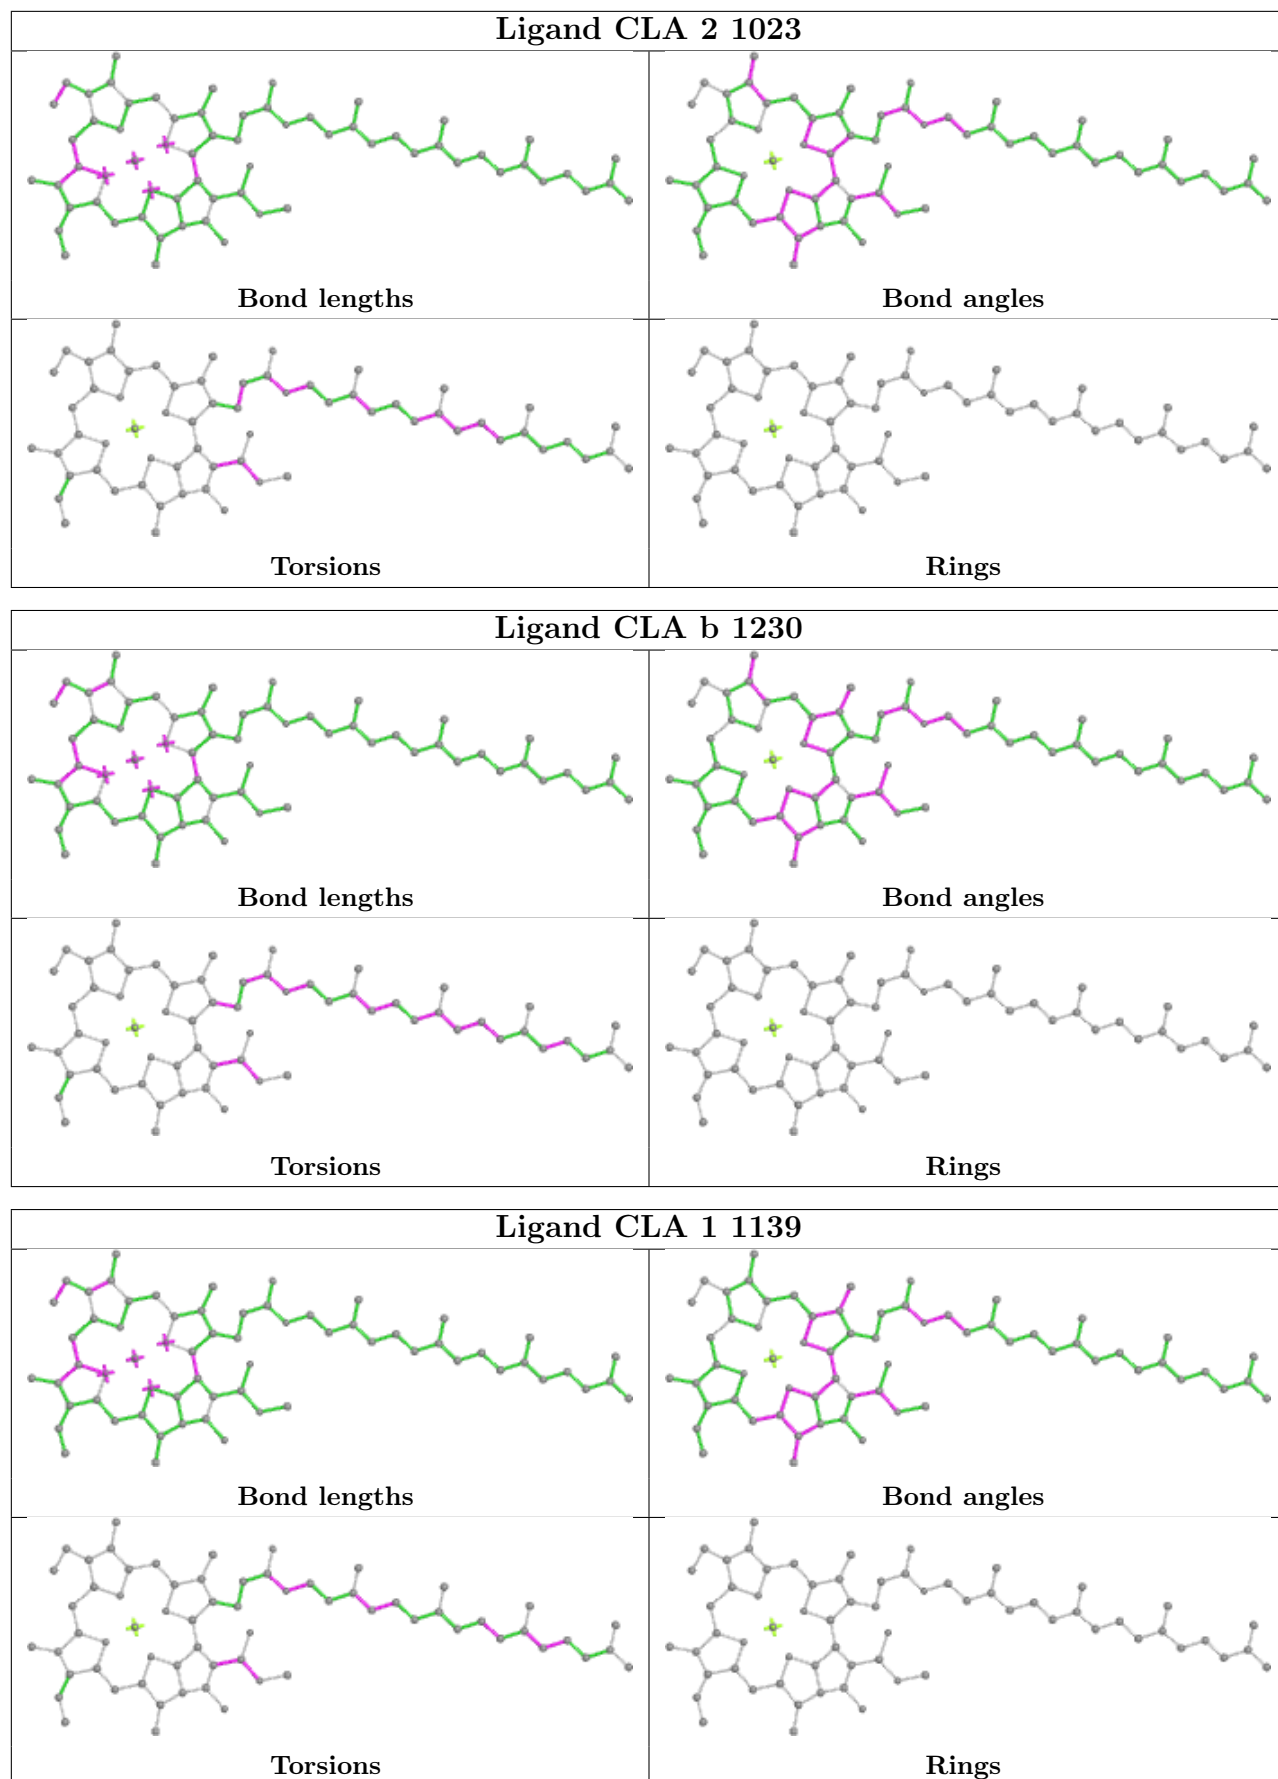 Ligand CLA 2 1023
Bond lengths
Bond angles
Torsions
Rings
Ligand CLA b 1230
Bond lengths
Bond angles
Torsions
Rings
Ligand CLA 1 1139
Bond lengths
Bond angles
Torsions
Rings